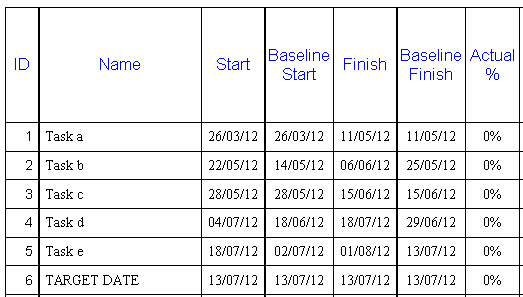 ID Name Start Baseline Start Finish Baseline Finish Actual %
1 Task a 26/03/12 26/03/12 11/05/12 11/05/12 0%
2 Task b 22/05/12 14/05/12 06/06/12 25/05/12 0%
3 Task c 28/05/12 28/05/12 15/06/12 15/06/12 0%
4 Task d 04/07/12 18/06/12 18/07/12 29/06/12 0%
5 Task e 18/07/12 02/07/12 01/08/12 13/07/12 0%
6 TARGET DATE 13/07/12 13/07/12 13/07/12 13/07/12 0%